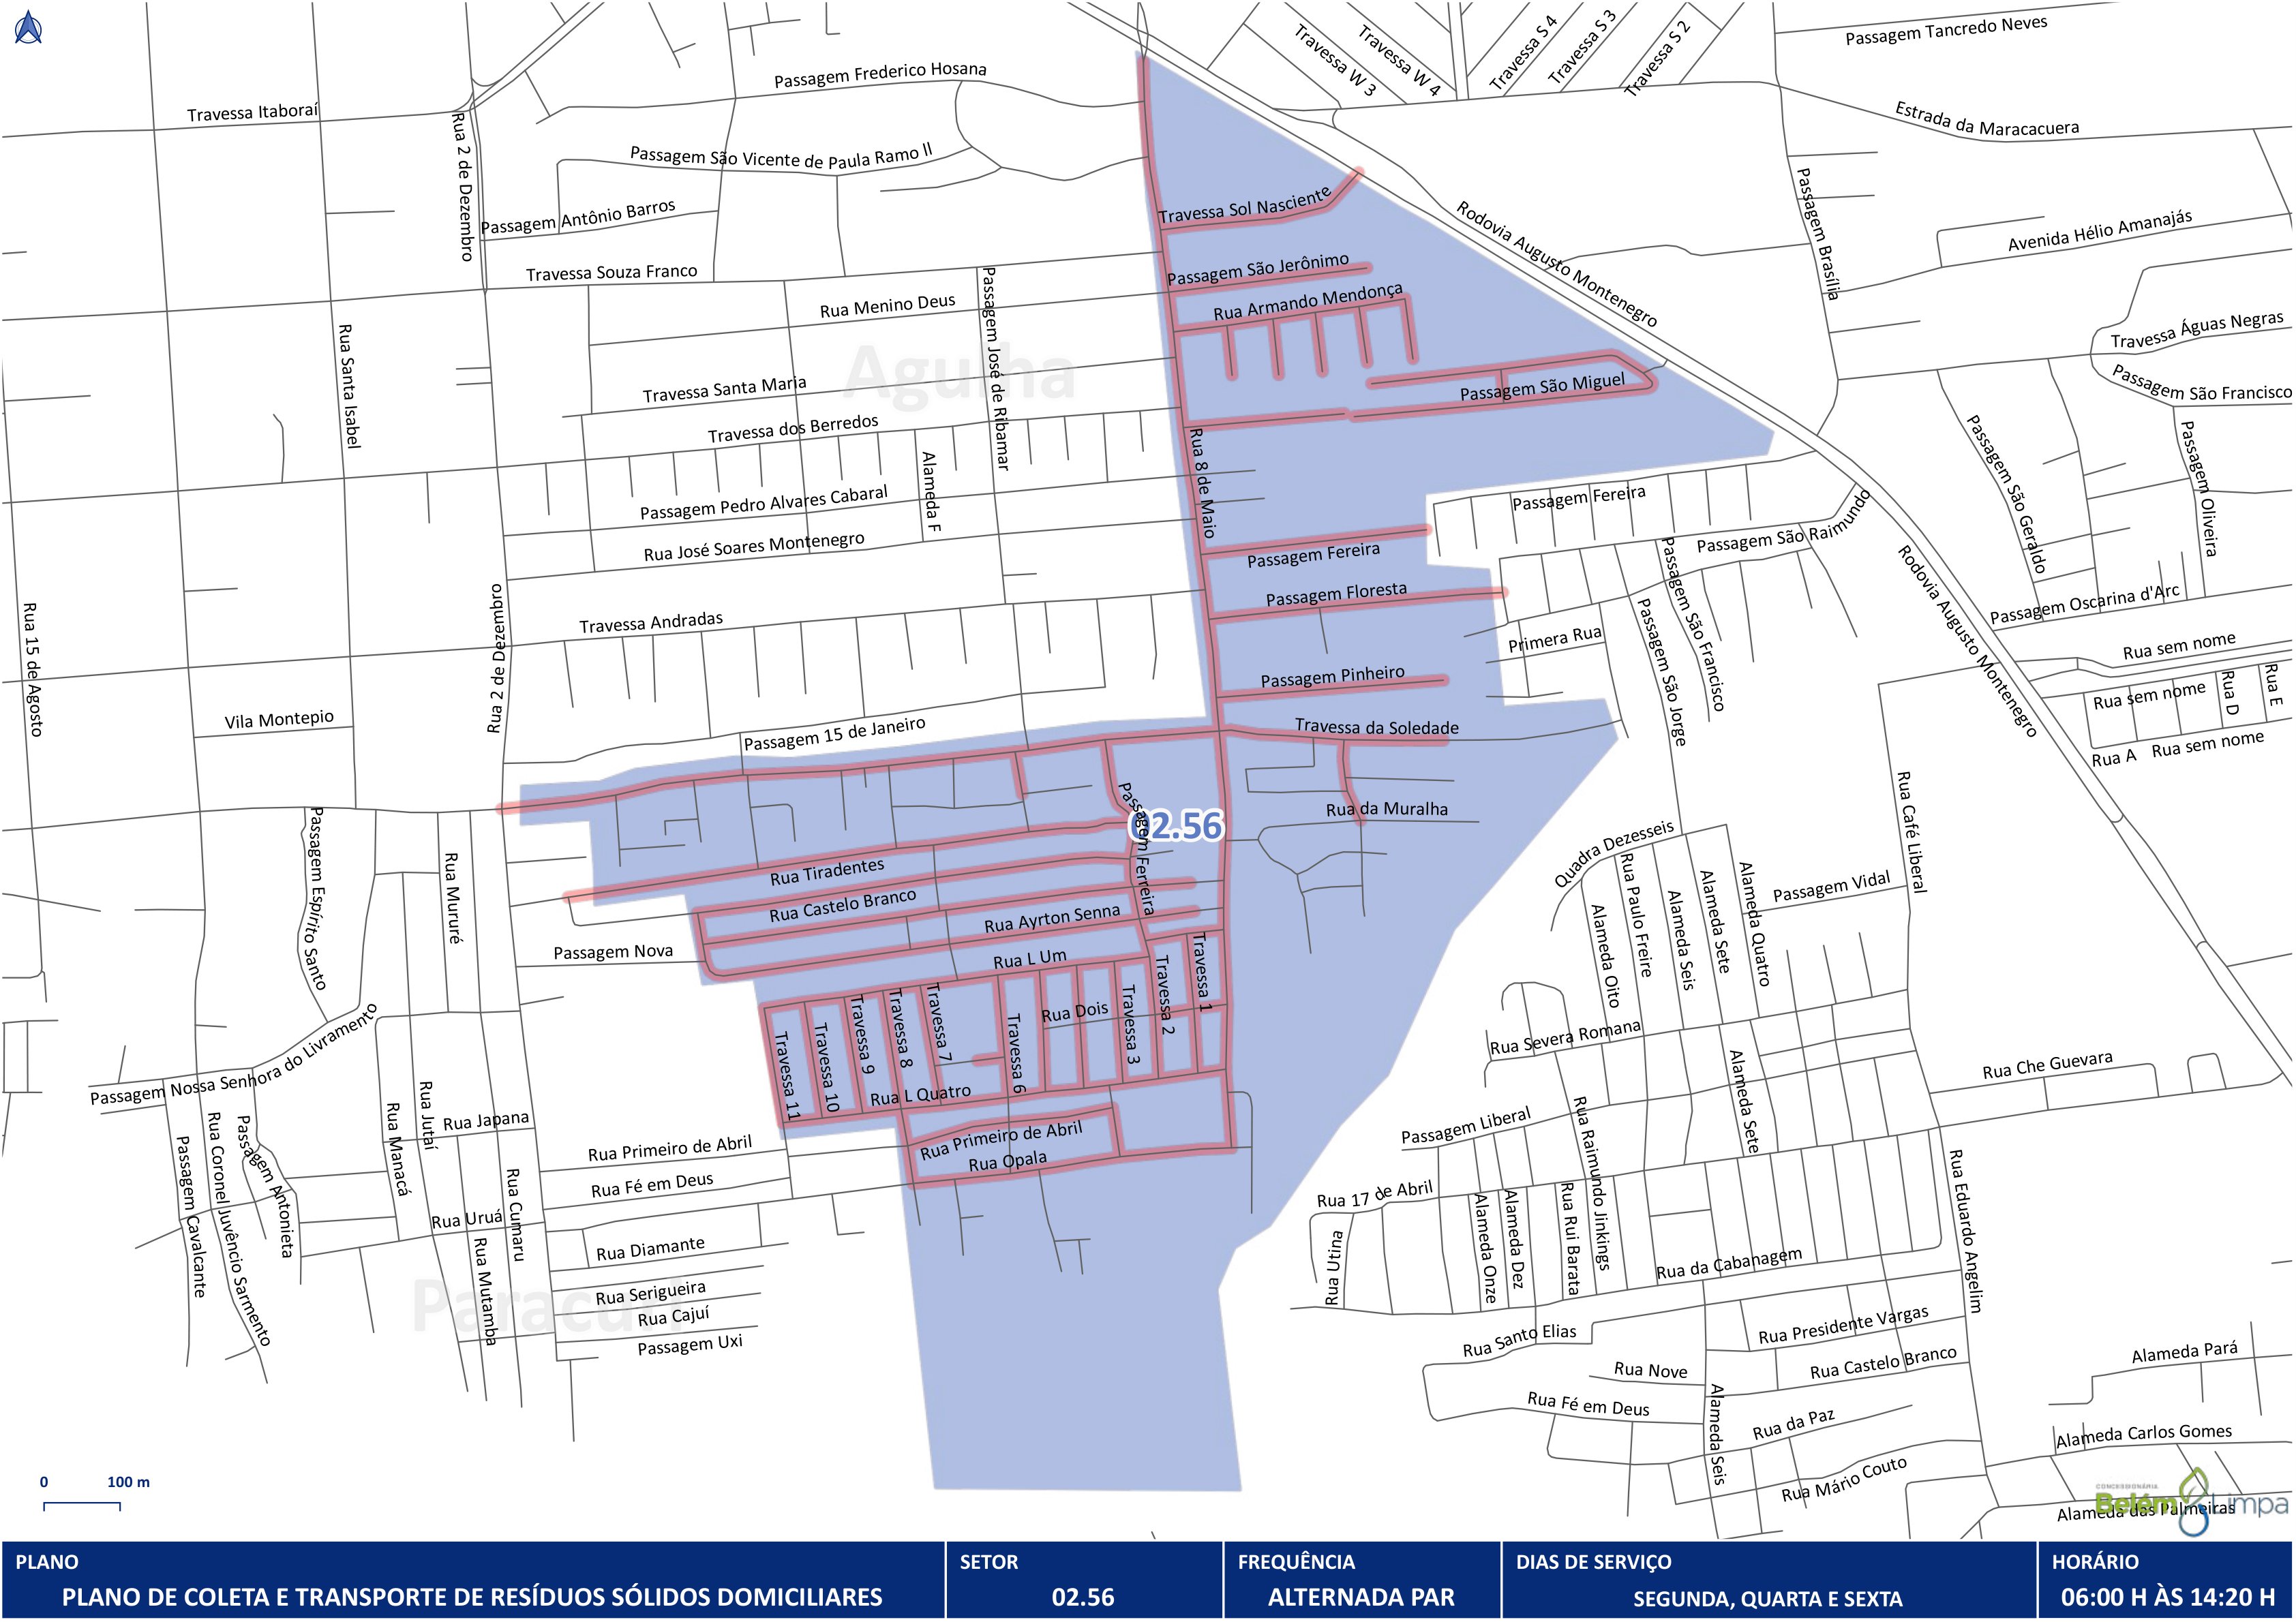 Passagem Tancredo Neves
Travessa S 4
Travessa S 3
Travessa S 2
Travessa W 3
Travessa W 4
Passagem Frederico Hosana
Travessa Itaboraí
Estrada da Maracacuera
Rua 2 de Dezembro
Passagem São Vicente de Paula Ramo ll
Passagem Brasília
Travessa Sol Nasciente
Rodovia Augusto Montenegro
Passagem Antônio Barros
Avenida Hélio Amanajás
Travessa Souza Franco
Passagem São Jerônimo
Rua Menino Deus
Passagem José de Ribamar
Rua Armando Mendonça
Travessa Águas Negras
Rua Santa Isabel
Agulha
Travessa Santa Maria
Passagem São Miguel
Passagem São Francisco
Travessa dos Berredos
Rua 8 de Maio
Passagem São Geraldo
Passagem Oliveira
Alameda F
Passagem Pedro Alvares Cabaral
Passagem Fereira
Rua José Soares Montenegro
Passagem Fereira
Passagem São Raimundo
Passagem São Francisco
Rodovia Augusto Montenegro
Passagem Floresta
Passagem Oscarina d'Arc
Rua 15 de Agosto
Rua 2 de Dezembro
Travessa Andradas
Primera Rua
Passagem São Jorge
Rua sem nome
Passagem Pinheiro
Rua sem nome
Rua D
Rua E
Vila Montepio
Passagem 15 de Janeiro
Travessa da Soledade
Rua A
Rua sem nome
Passagem Ferreira
02.56
Rua da Muralha
Rua Café Liberal
Passagem Espírito Santo
Rua Mururé
Rua Tiradentes
Quadra Dezesseis
Rua Paulo Freire
Alameda Oito
Alameda Seis
Alameda Sete
Alameda Quatro
Passagem Vidal
Rua Castelo Branco
Rua Ayrton Senna
Passagem Nova
Rua L Um
Travessa 1
Travessa 2
Travessa 3
Rua Dois
Travessa 6
Travessa 7
Travessa 8
Travessa 9
Travessa 10
Travessa 11
Rua Severa Romana
Passagem Nossa Senhora do Livramento
Rua L Quatro
Alameda Sete
Rua Che Guevara
Rua Manacá
Rua Jutaí
Rua Japana
Rua Coronel Juvêncio Sarmento
Passagem Antonieta
Passagem Cavalcante
Rua Primeiro de Abril
Rua Primeiro de Abril
Rua Opala
Passagem Liberal
Rua Raimundo Jinkings
Rua Fé em Deus
Rua Cumaru
Rua 17 de Abril
Rua Eduardo Angelim
Rua Uruá
Rua Mutamba
Rua Diamante
Rua Utina
Alameda Onze
Alameda Dez
Rua Rui Barata
Rua da Cabanagem
Paracuri
Rua Serigueira
Rua Cajuí
Passagem Uxi
Rua Santo Elias
Rua Presidente Vargas
Rua Nove
Rua Castelo Branco
Alameda Pará
Rua Fé em Deus
Alameda Seis
Rua da Paz
Alameda Carlos Gomes
Rua Mário Couto
0 100 m
CONCESSIONÁRIA
Belém Limpa
Alameda das Palmeiras
PLANO
PLANO DE COLETA E TRANSPORTE DE RESÍDUOS SÓLIDOS DOMICILIARES
SETOR
02.56
FREQUÊNCIA
ALTERNADA PAR
DIAS DE SERVIÇO
SEGUNDA, QUARTA E SEXTA
HORÁRIO
06:00 H ÀS 14:20 H